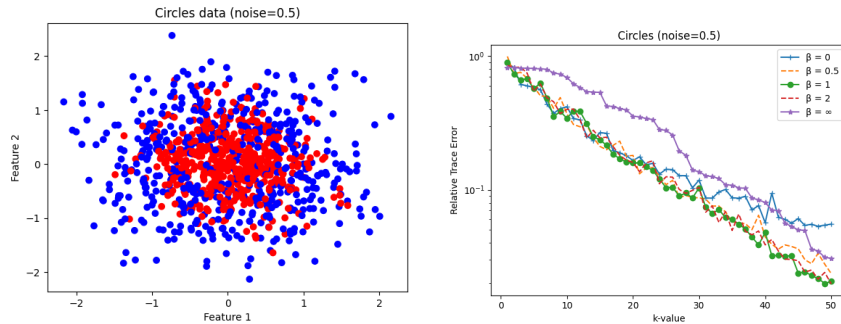 Circles data (noise=0.5)
2
1
0
−1
−2
−2
−1
0
1
2
Feature 2
Feature 1
Circles (noise=0.5)
10⁰
10⁻¹
Relative Trace Error
β = 0
β = 0.5
β = 1
β = 2
β = ∞
0
10
20
30
40
50
k-value